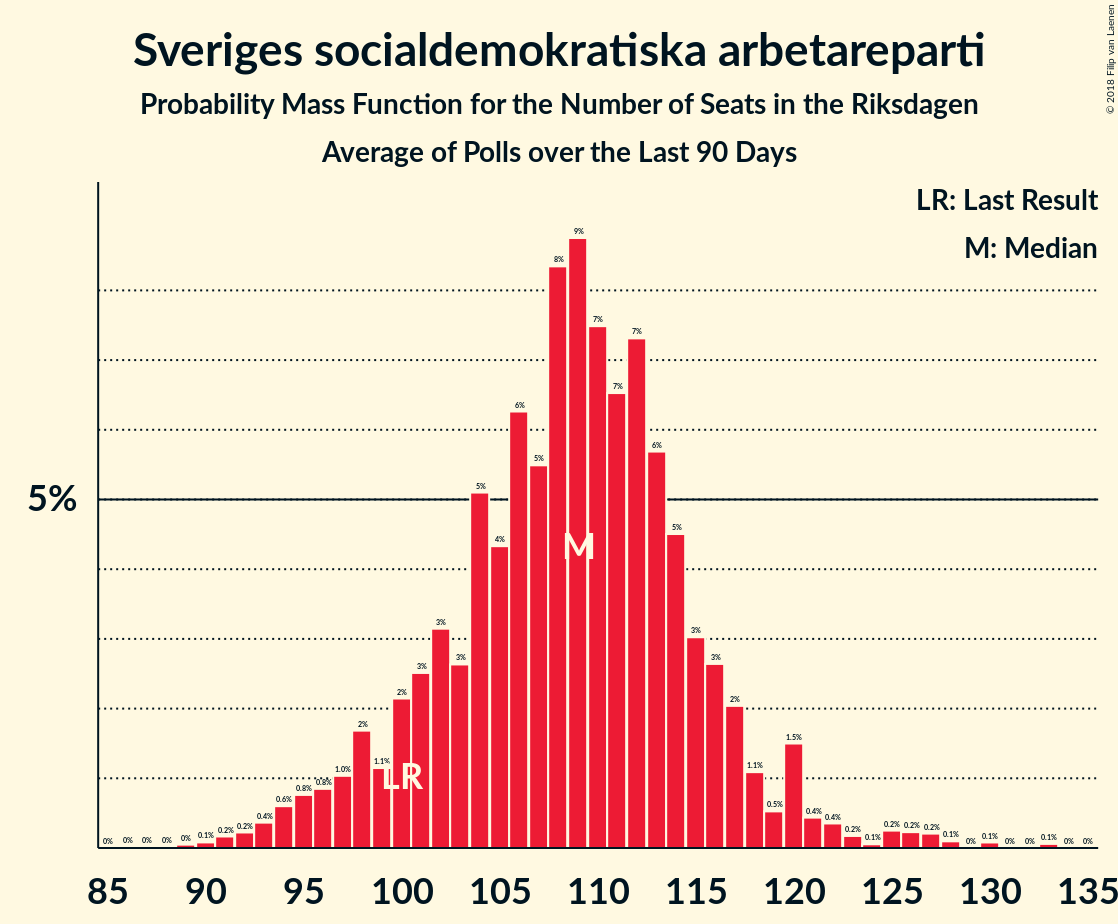 Sveriges socialdemokratiska arbetareparti
Probability Mass Function for the Number of Seats in the Riksdagen
Average of Polls over the Last 90 Days
© 2018 Filip van Laenen
LR: Last Result
M: Median
5%
0% 0% 0% 0% 0% 0.1% 0.2% 0.2% 0.4% 0.6% 0.8% 0.8% 1.0% 2% 1.1% 2% 3% 3% 3% 5% 4% 6% 5% 8% 9% 7% 7% 7% 6% 5% 3% 3% 2% 1.1% 0.5% 1.5% 0.4% 0.4% 0.2% 0.1% 0.2% 0.2% 0.2% 0.1% 0% 0.1% 0% 0% 0.1% 0% 0%
M
LR
85 90 95 100 105 110 115 120 125 130 135